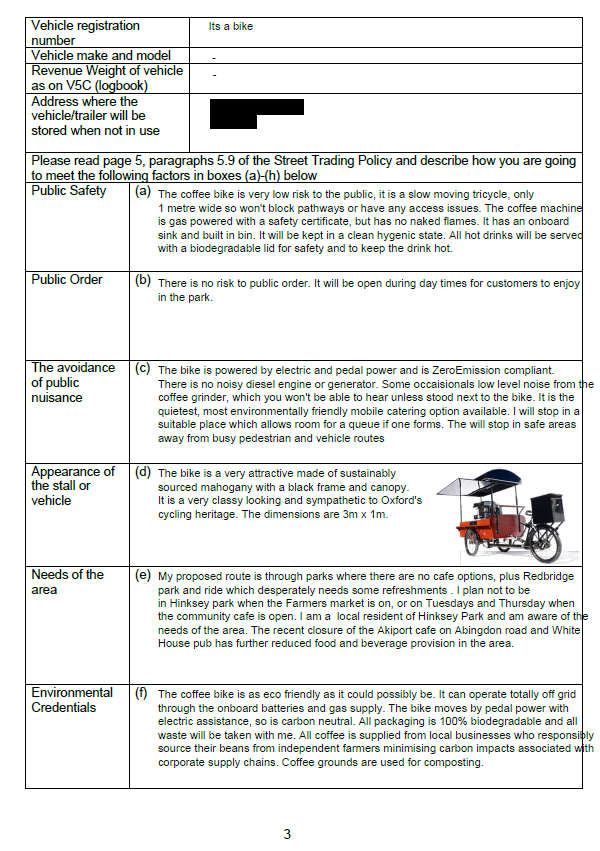 Vehicle registration
number
Its a bike
Vehicle make and model
-
Revenue Weight of vehicle
as on V5C (logbook)
-
Address where the
vehicle/trailer will be
stored when not in use
Please read page 5, paragraphs 5.9 of the Street Trading Policy and describe how you are going
to meet the following factors in boxes (a)-(h) below
Public Safety
(a) The coffee bike is very low risk to the public, it is a slow moving tricycle, only
1 metre wide so won't block pathways or have any access issues. The coffee machine
is gas powered with a safety certificate, but has no naked flames. It has an onboard
sink and built in bin. It will be kept in a clean hygenic state. All hot drinks will be served
with a biodegradable lid for safety and to keep the drink hot.
Public Order
(b) There is no risk to public order. It will be open during day times for customers to enjoy
in the park.
The avoidance
of public
nuisance
(c) The bike is powered by electric and pedal power and is ZeroEmission compliant.
There is no noisy diesel engine or generator. Some occaisionals low level noise from the
coffee grinder, which you won't be able to hear unless stood next to the bike. It is the
quietest, most environmentally friendly mobile catering option available. I will stop in a
suitable place which allows room for a queue if one forms. The will stop in safe areas
away from busy pedestrian and vehicle routes
Appearance of
the stall or
vehicle
(d) The bike is a very attractive made of sustainably
sourced mahogany with a black frame and canopy.
It is a very classy looking and sympathetic to Oxford's
cycling heritage. The dimensions are 3m x 1m.
Needs of the
area
(e) My proposed route is through parks where there are no cafe options, plus Redbridge
park and ride which desperately needs some refreshments . I plan not to be
in Hinksey park when the Farmers market is on, or on Tuesdays and Thursday when
the community cafe is open. I am a local resident of Hinksey Park and am aware of the
needs of the area. The recent closure of the Akiport cafe on Abingdon road and White
House pub has further reduced food and beverage provision in the area.
Environmental
Credentials
(f) The coffee bike is as eco friendly as it could possibly be. It can operate totally off grid
through the onboard batteries and gas supply. The bike moves by pedal power with
electric assistance, so is carbon neutral. All packaging is 100% biodegradable and all
waste will be taken with me. All coffee is supplied from local businesses who responsibly
source their beans from independent farmers minimising carbon impacts associated with
corporate supply chains. Coffee grounds are used for composting.
3